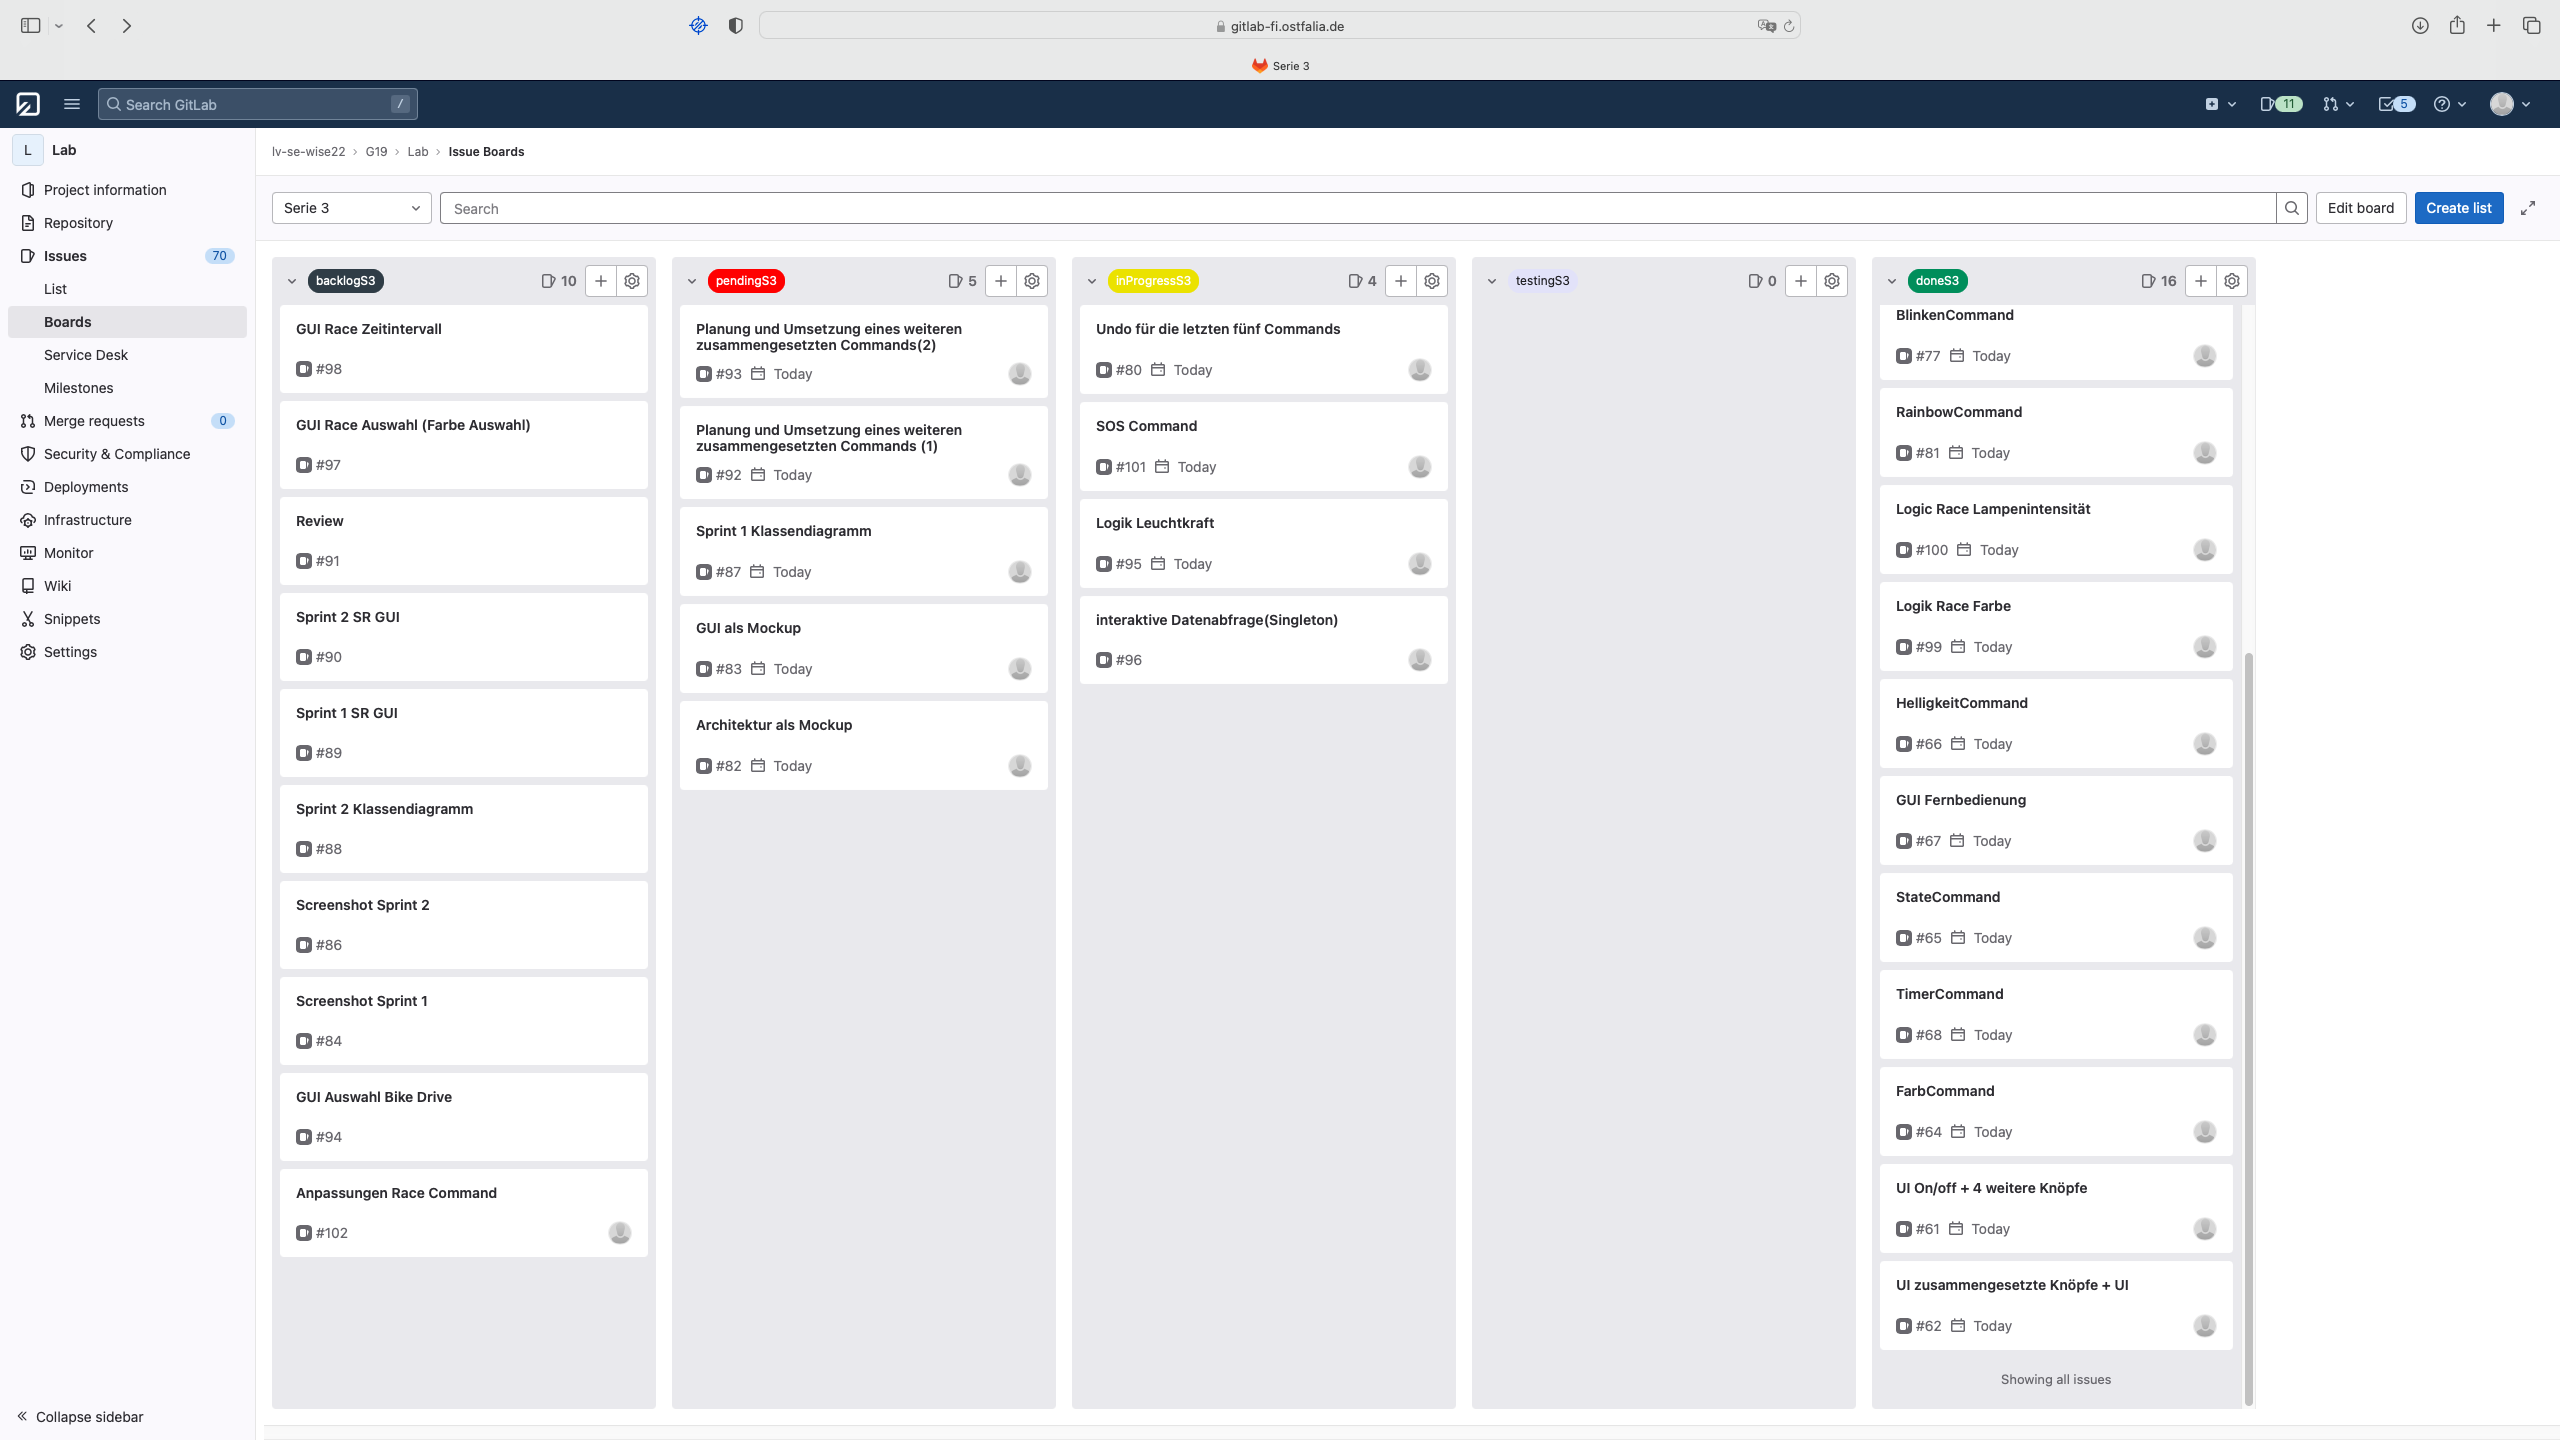 gitlab-fi.ostfalia.de
Serie 3
Search GitLab
/
11
5
L
Lab
Project information
Repository
Issues
70
List
Boards
Service Desk
Milestones
Merge requests
0
Security & Compliance
Deployments
Infrastructure
Monitor
Wiki
Snippets
Settings
Collapse sidebar
lv-se-wise22 › G19 › Lab › Issue Boards
Serie 3
Search
Edit board
Create list
backlogS3
10
GUI Race Zeitintervall
#98
GUI Race Auswahl (Farbe Auswahl)
#97
Review
#91
Sprint 2 SR GUI
#90
Sprint 1 SR GUI
#89
Sprint 2 Klassendiagramm
#88
Screenshot Sprint 2
#86
Screenshot Sprint 1
#84
GUI Auswahl Bike Drive
#94
Anpassungen Race Command
#102
pendingS3
5
Planung und Umsetzung eines weiteren
zusammengesetzten Commands(2)
#93 Today
Planung und Umsetzung eines weiteren
zusammengesetzten Commands (1)
#92 Today
Sprint 1 Klassendiagramm
#87 Today
GUI als Mockup
#83 Today
Architektur als Mockup
#82 Today
inProgressS3
4
Undo für die letzten fünf Commands
#80 Today
SOS Command
#101 Today
Logik Leuchtkraft
#95 Today
interaktive Datenabfrage(Singleton)
#96
testingS3
0
doneS3
16
BlinkenCommand
#77 Today
RainbowCommand
#81 Today
Logic Race Lampenintensität
#100 Today
Logik Race Farbe
#99 Today
HelligkeitCommand
#66 Today
GUI Fernbedienung
#67 Today
StateCommand
#65 Today
TimerCommand
#68 Today
FarbCommand
#64 Today
UI On/off + 4 weitere Knöpfe
#61 Today
UI zusammengesetzte Knöpfe + UI
#62 Today
Showing all issues